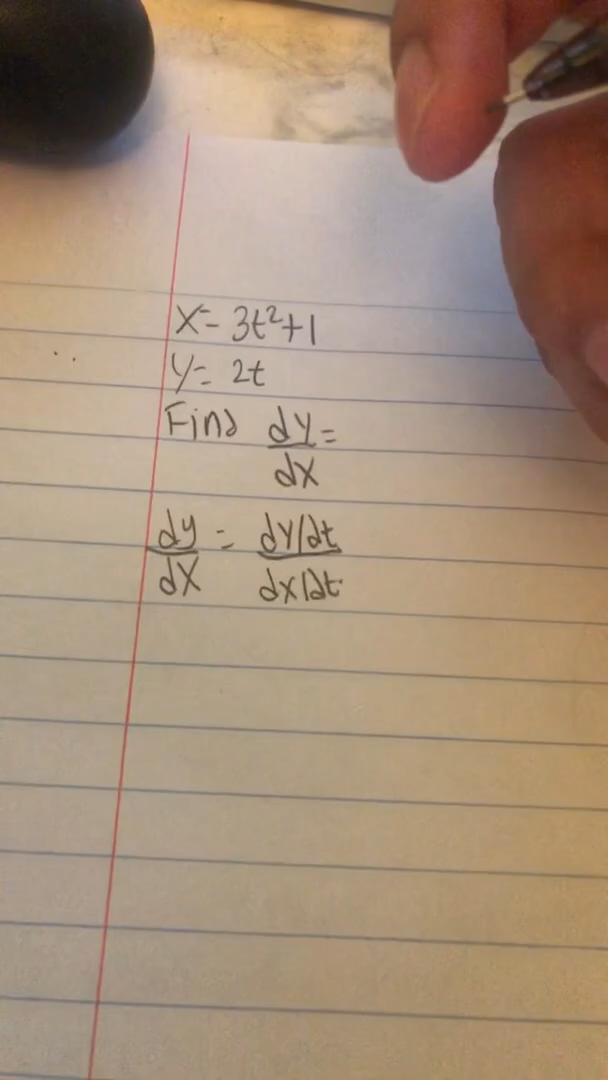 x = 3t²+1
y = 2t
Find dy/dx =
dy/dx = (dy/dt)/(dx/dt)